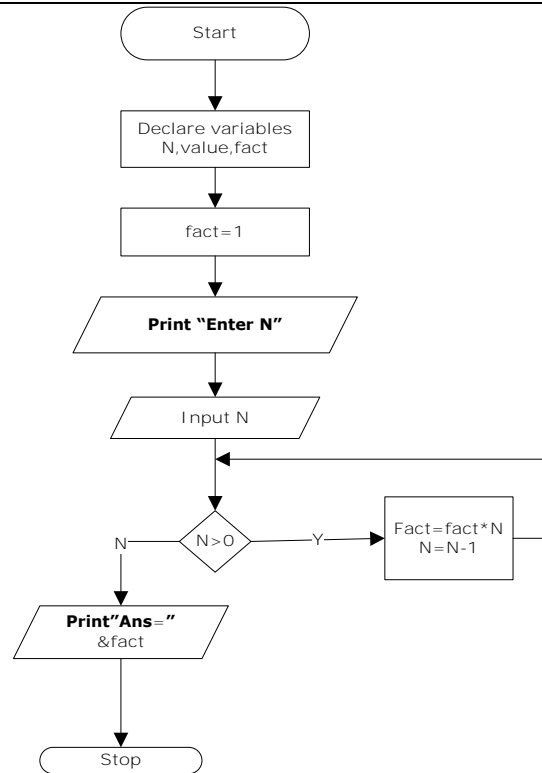 Start
Declare variables
N,value,fact
fact=1
Print “Enter N”
Input N
N>0
Y
Fact=fact*N
N=N-1
N
Print”Ans=”
&fact
Stop